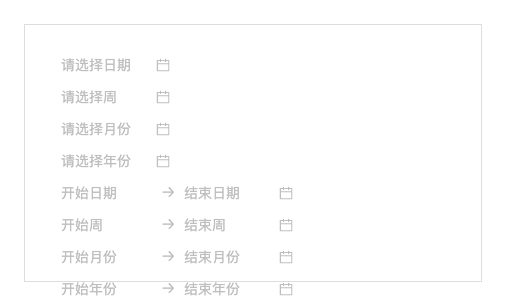 请选择日期
请选择周
请选择月份
请选择年份
开始日期 → 结束日期
开始周 → 结束周
开始月份 → 结束月份
开始年份 → 结束年份